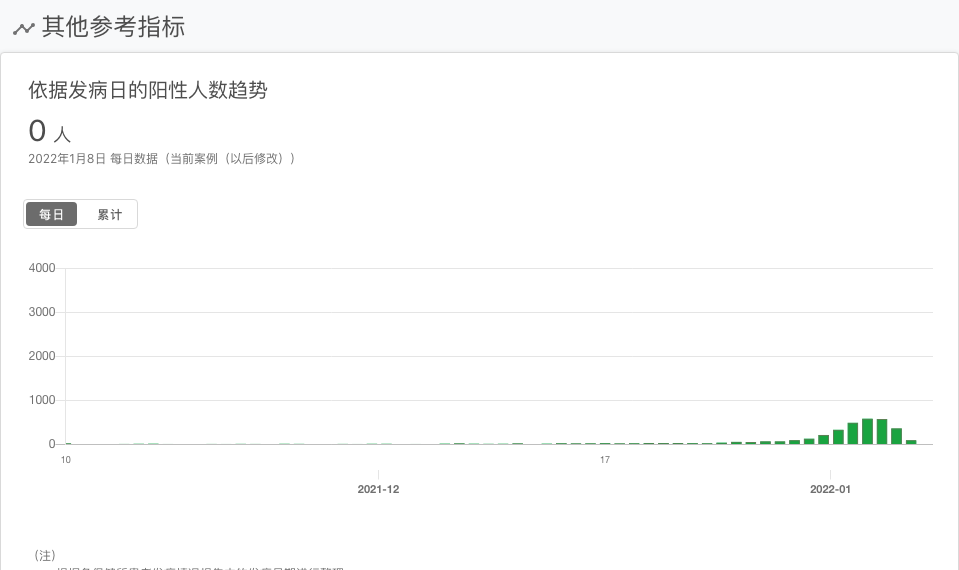 其他参考指标
依据发病日的阳性人数趋势
0 人
2022年1月8日 每日数据（当前案例（以后修改））
每日 累计
4000
3000
2000
1000
0
10 17
2021-12 2022-01
（注）